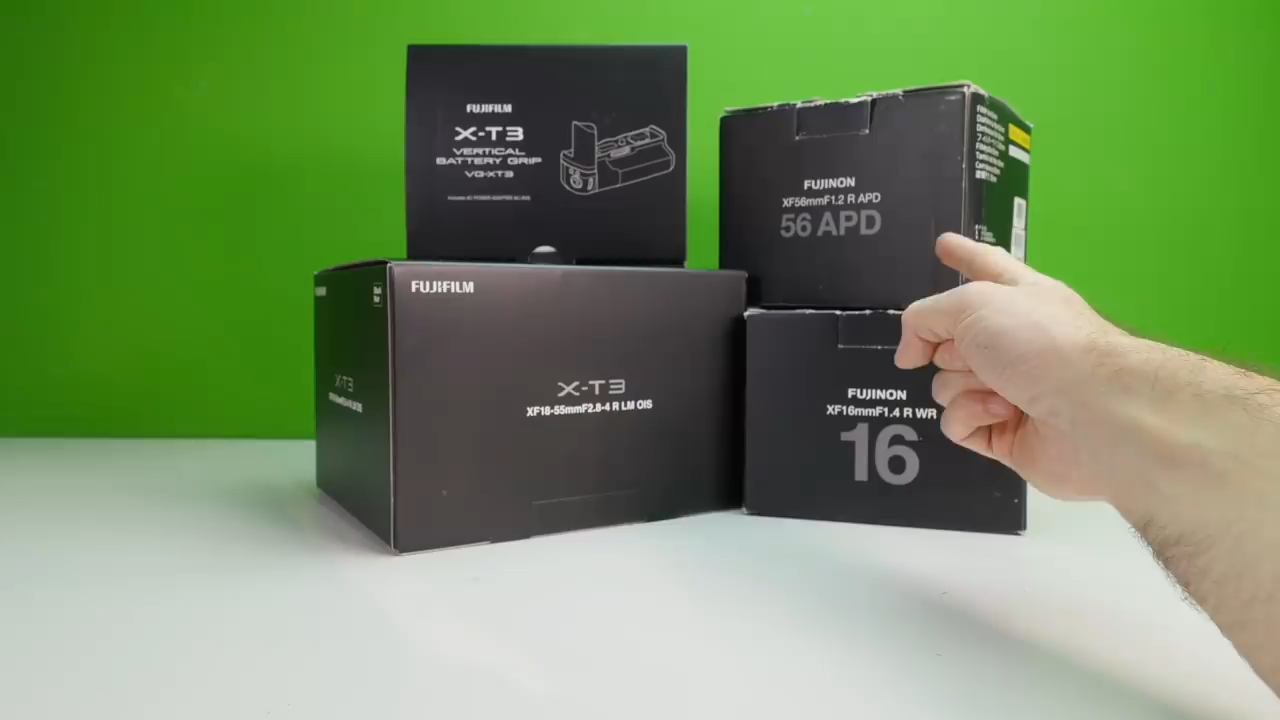 FUJIFILM
X-T3
VERTICAL
BATTERY GRIP
VG-XT3
FUJINON
XF56mmF1.2 R APD
56 APD
FUJIFILM
X-T3
XF18-55mmF2.8-4 R LM OIS
FUJIFILM
X-T3
FUJINON
XF16mmF1.4 R WR
16